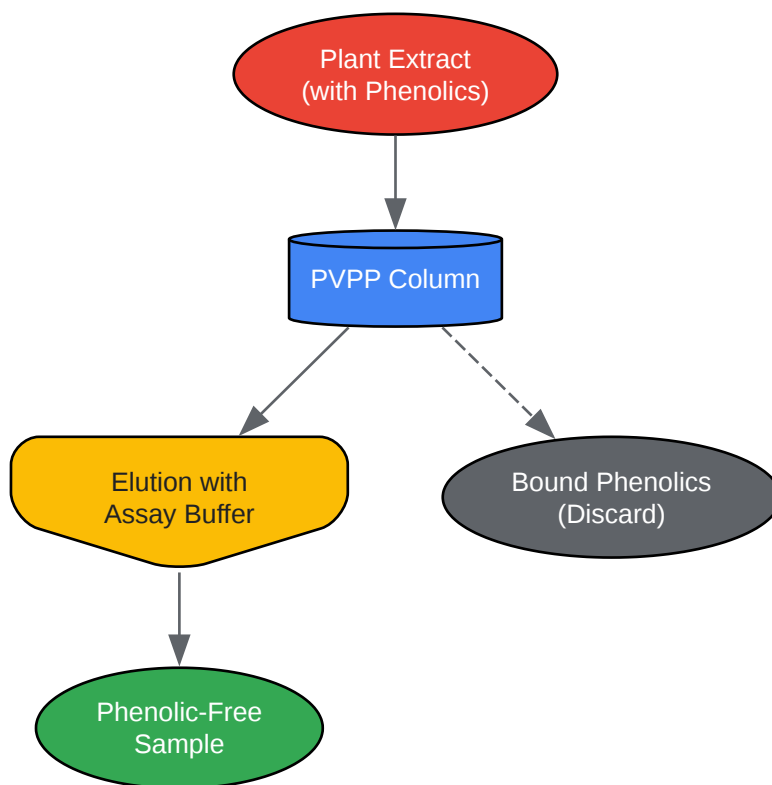 Plant Extract
(with Phenolics)
PVPP Column
Elution with
Assay Buffer
Bound Phenolics
(Discard)
Phenolic-Free
Sample